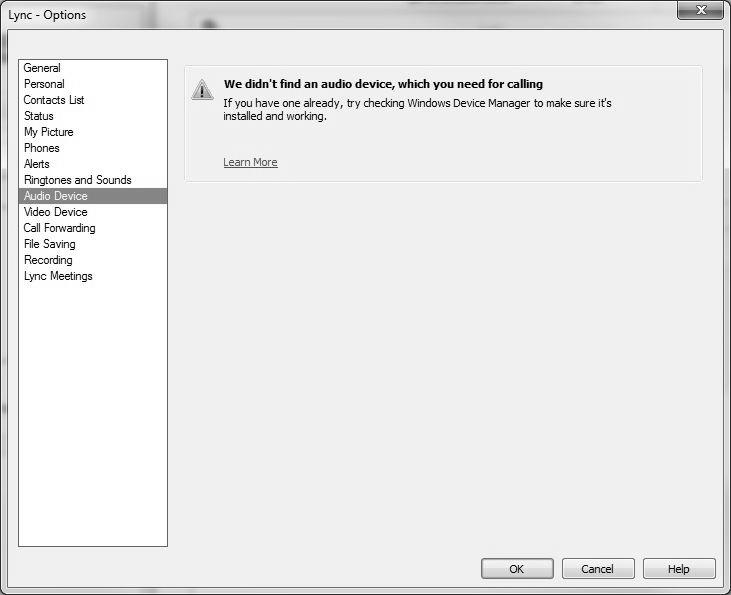 Lync - Options
General
Personal
Contacts List
Status
My Picture
Phones
Alerts
Ringtones and Sounds
Audio Device
Video Device
Call Forwarding
File Saving
Recording
Lync Meetings
We didn't find an audio device, which you need for calling
If you have one already, try checking Windows Device Manager to make sure it's
installed and working.
Learn More
OK
Cancel
Help